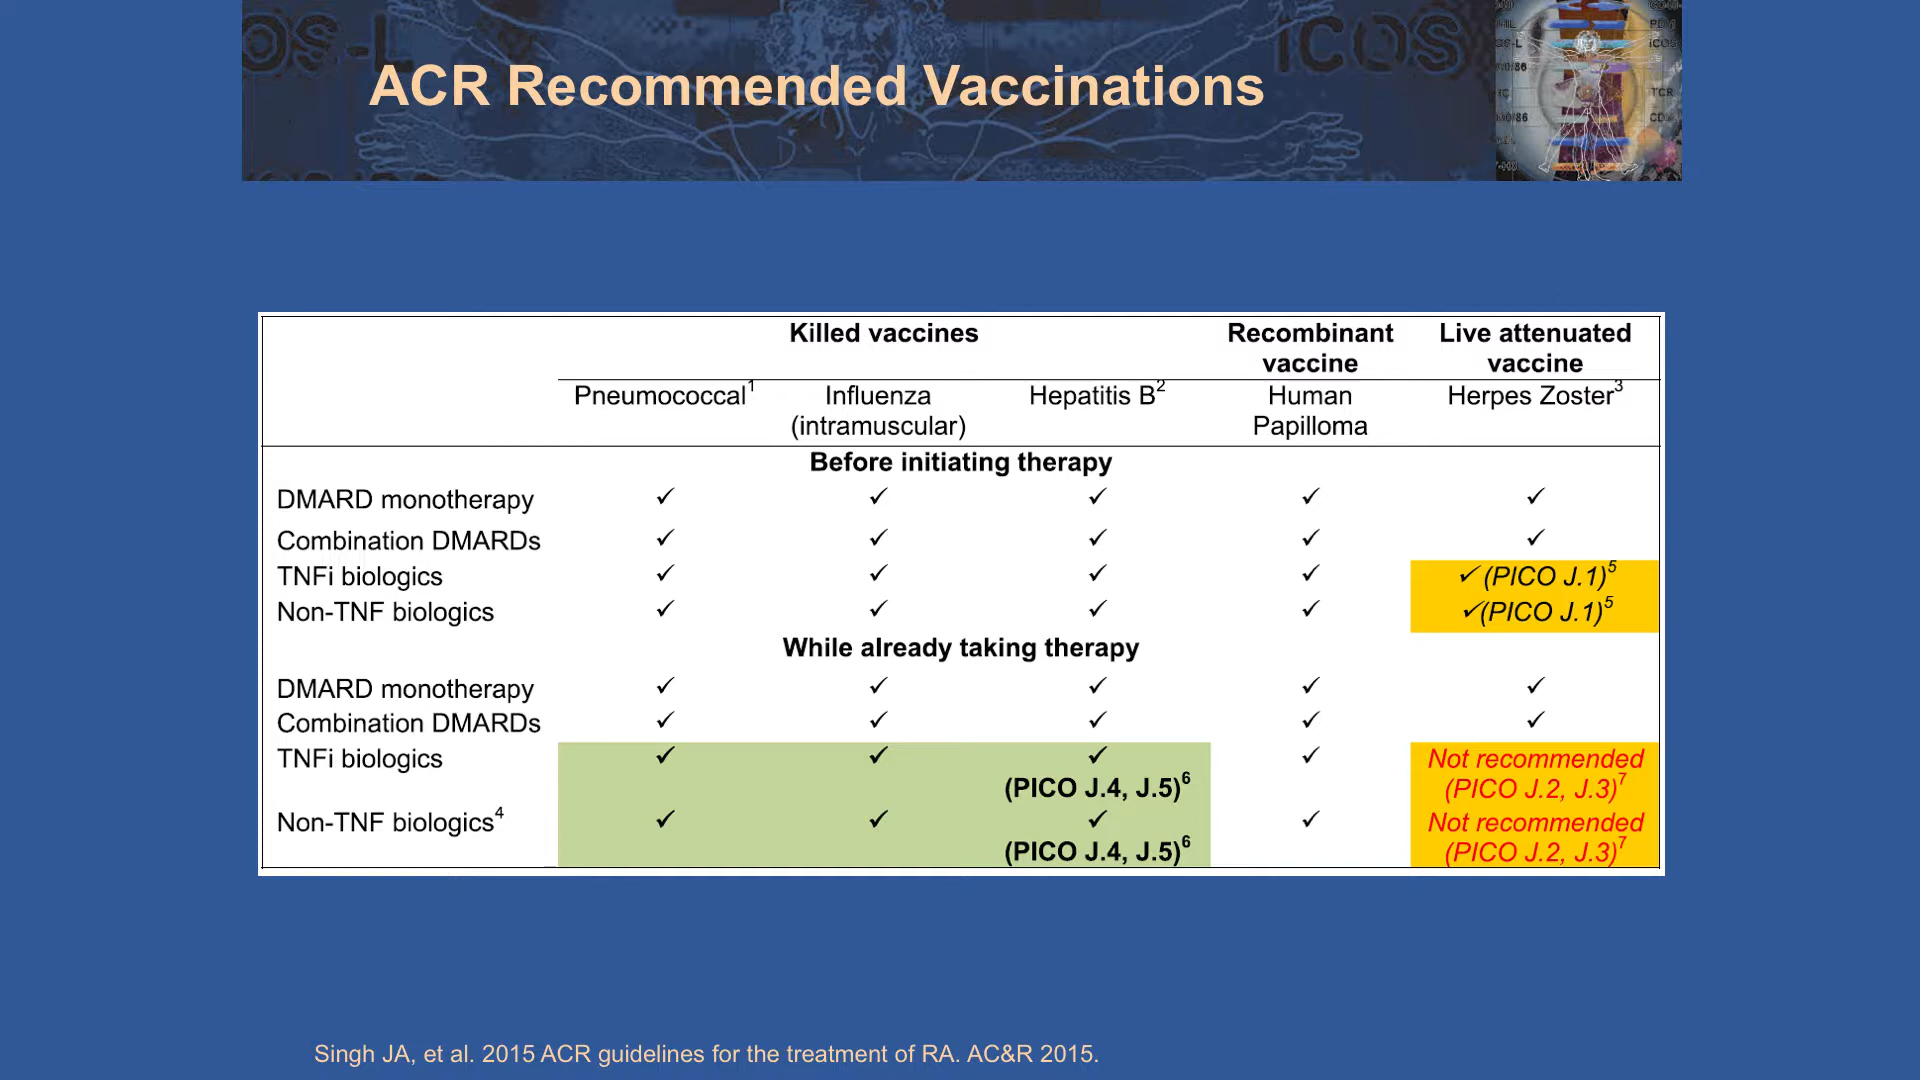 ACR Recommended Vaccinations
OS-L
ICOS
Killed vaccines Recombinant vaccine Live attenuated vaccine
Pneumococcal1 Influenza (intramuscular) Hepatitis B2 Human Papilloma Herpes Zoster3
Before initiating therapy
DMARD monotherapy ✓ ✓ ✓ ✓ ✓
Combination DMARDs ✓ ✓ ✓ ✓ ✓
TNFi biologics ✓ ✓ ✓ ✓ ✓ (PICO J.1)5
Non-TNF biologics ✓ ✓ ✓ ✓ ✓(PICO J.1)5
While already taking therapy
DMARD monotherapy ✓ ✓ ✓ ✓ ✓
Combination DMARDs ✓ ✓ ✓ ✓ ✓
TNFi biologics ✓ ✓ ✓ (PICO J.4, J.5)6 ✓ Not recommended (PICO J.2, J.3)7
Non-TNF biologics4 ✓ ✓ ✓ (PICO J.4, J.5)6 ✓ Not recommended (PICO J.2, J.3)7
Singh JA, et al. 2015 ACR guidelines for the treatment of RA. AC&R 2015.